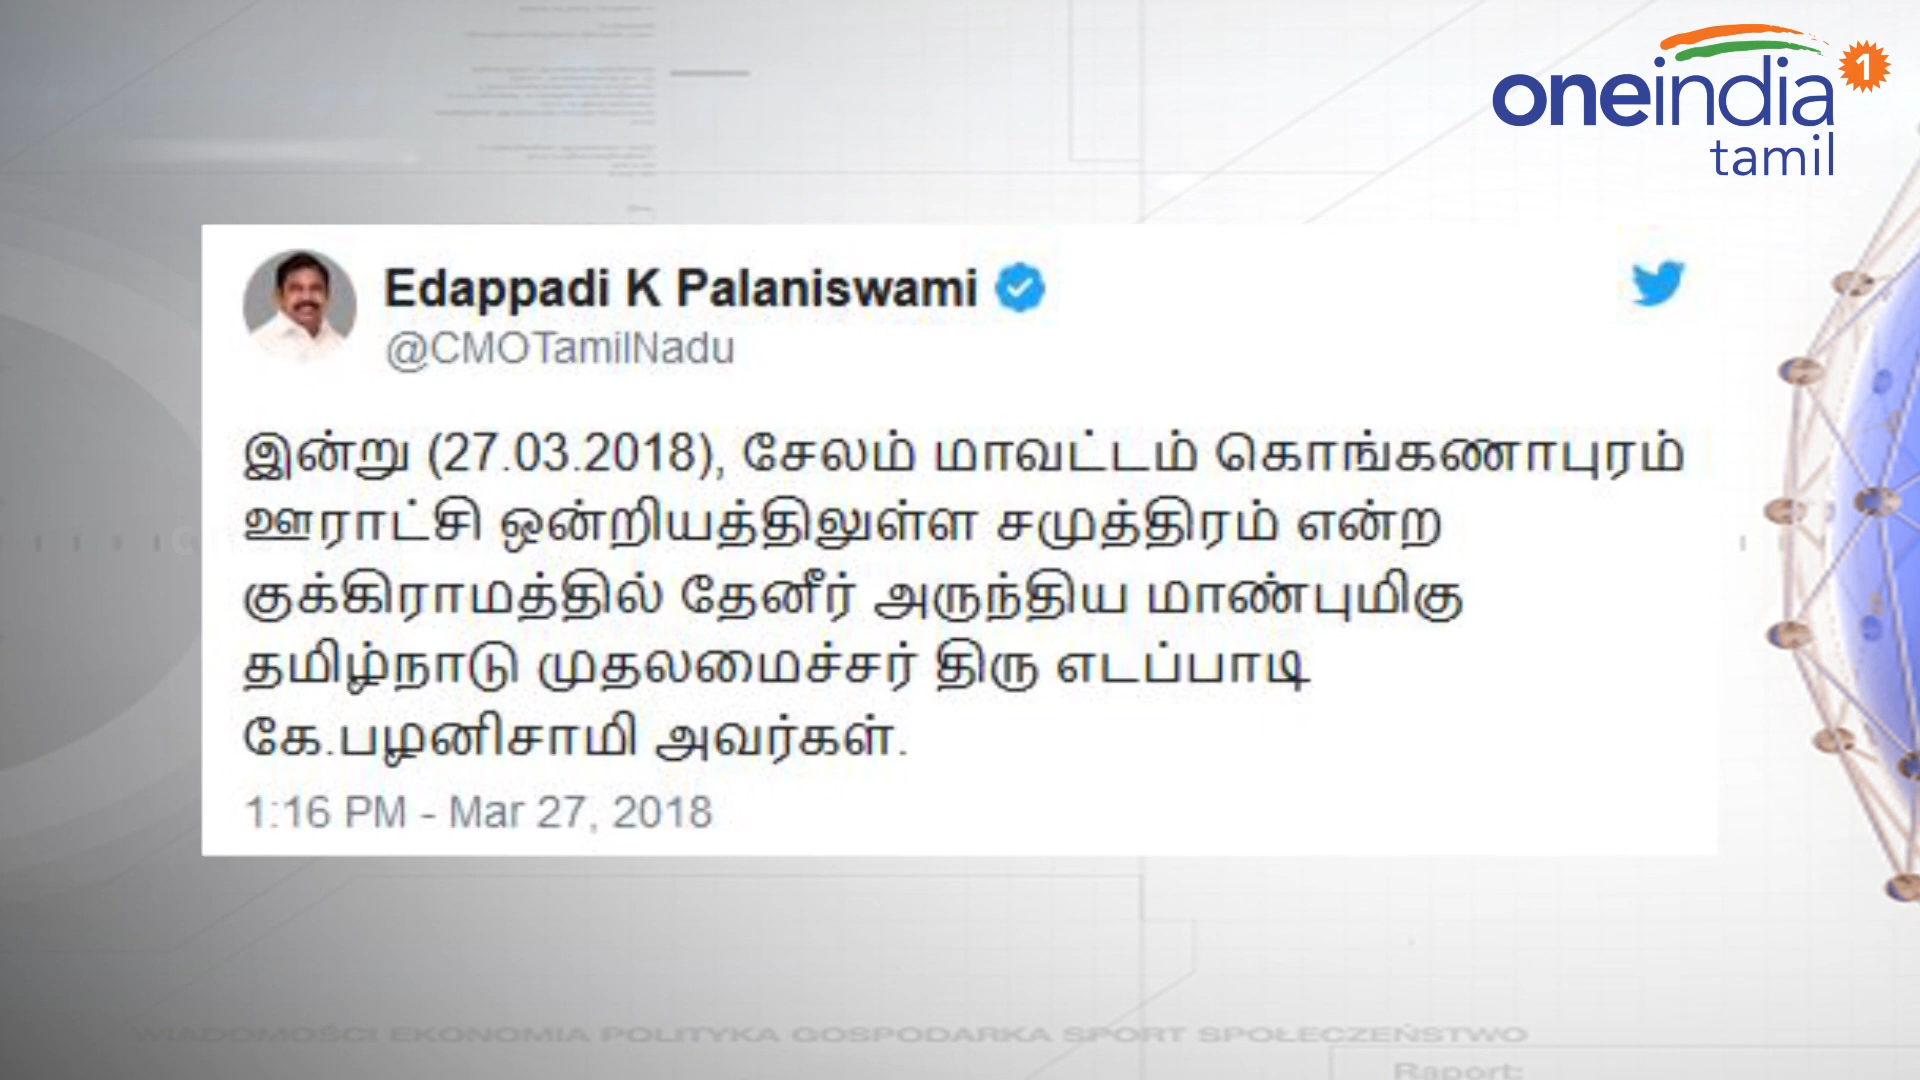 oneindia
1
tamil
Edappadi K Palaniswami
@CMOTamilNadu
இன்று (27.03.2018), சேலம் மாவட்டம் கொங்கணாபுரம்
ஊராட்சி ஒன்றியத்திலுள்ள சமுத்திரம் என்ற
குக்கிராமத்தில் தேனீர் அருந்திய மாண்புமிகு
தமிழ்நாடு முதலமைச்சர் திரு எடப்பாடி
கே.பழனிசாமி அவர்கள்.
1:16 PM - Mar 27, 2018
WIADOMOŚCI EKONOMIA POLITYKA GOSPODARKA SPORT SPOŁECZEŃSTWO
Raport: